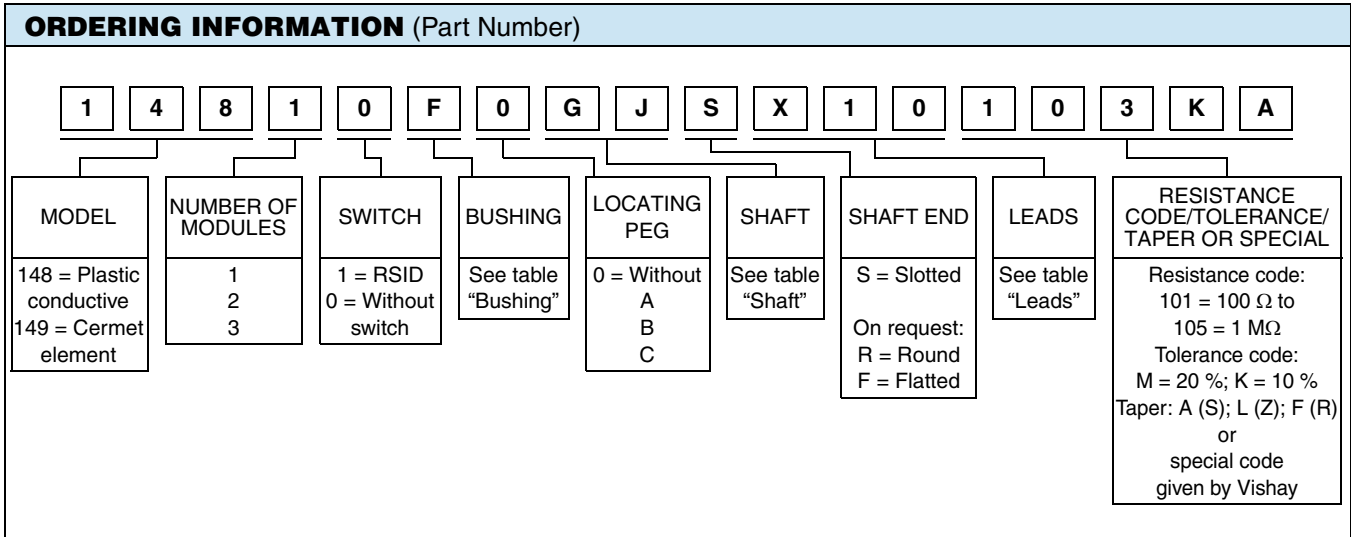 ORDERING INFORMATION (Part Number)
1 4 8 1 0 F 0 G J S X 1 0 1 0 3 K A
MODEL
148 = Plastic
conductive
149 = Cermet
element
NUMBER OF
MODULES
1
2
3
SWITCH
1 = RSID
0 = Without
switch
BUSHING
See table
“Bushing”
LOCATING
PEG
0 = Without
A
B
C
SHAFT
See table
“Shaft”
SHAFT END
S = Slotted
On request:
R = Round
F = Flatted
LEADS
See table
“Leads”
RESISTANCE
CODE/TOLERANCE/
TAPER OR SPECIAL
Resistance code:
101 = 100 Ω to
105 = 1 MΩ
Tolerance code:
M = 20 %; K = 10 %
Taper: A (S); L (Z); F (R)
or
special code
given by Vishay